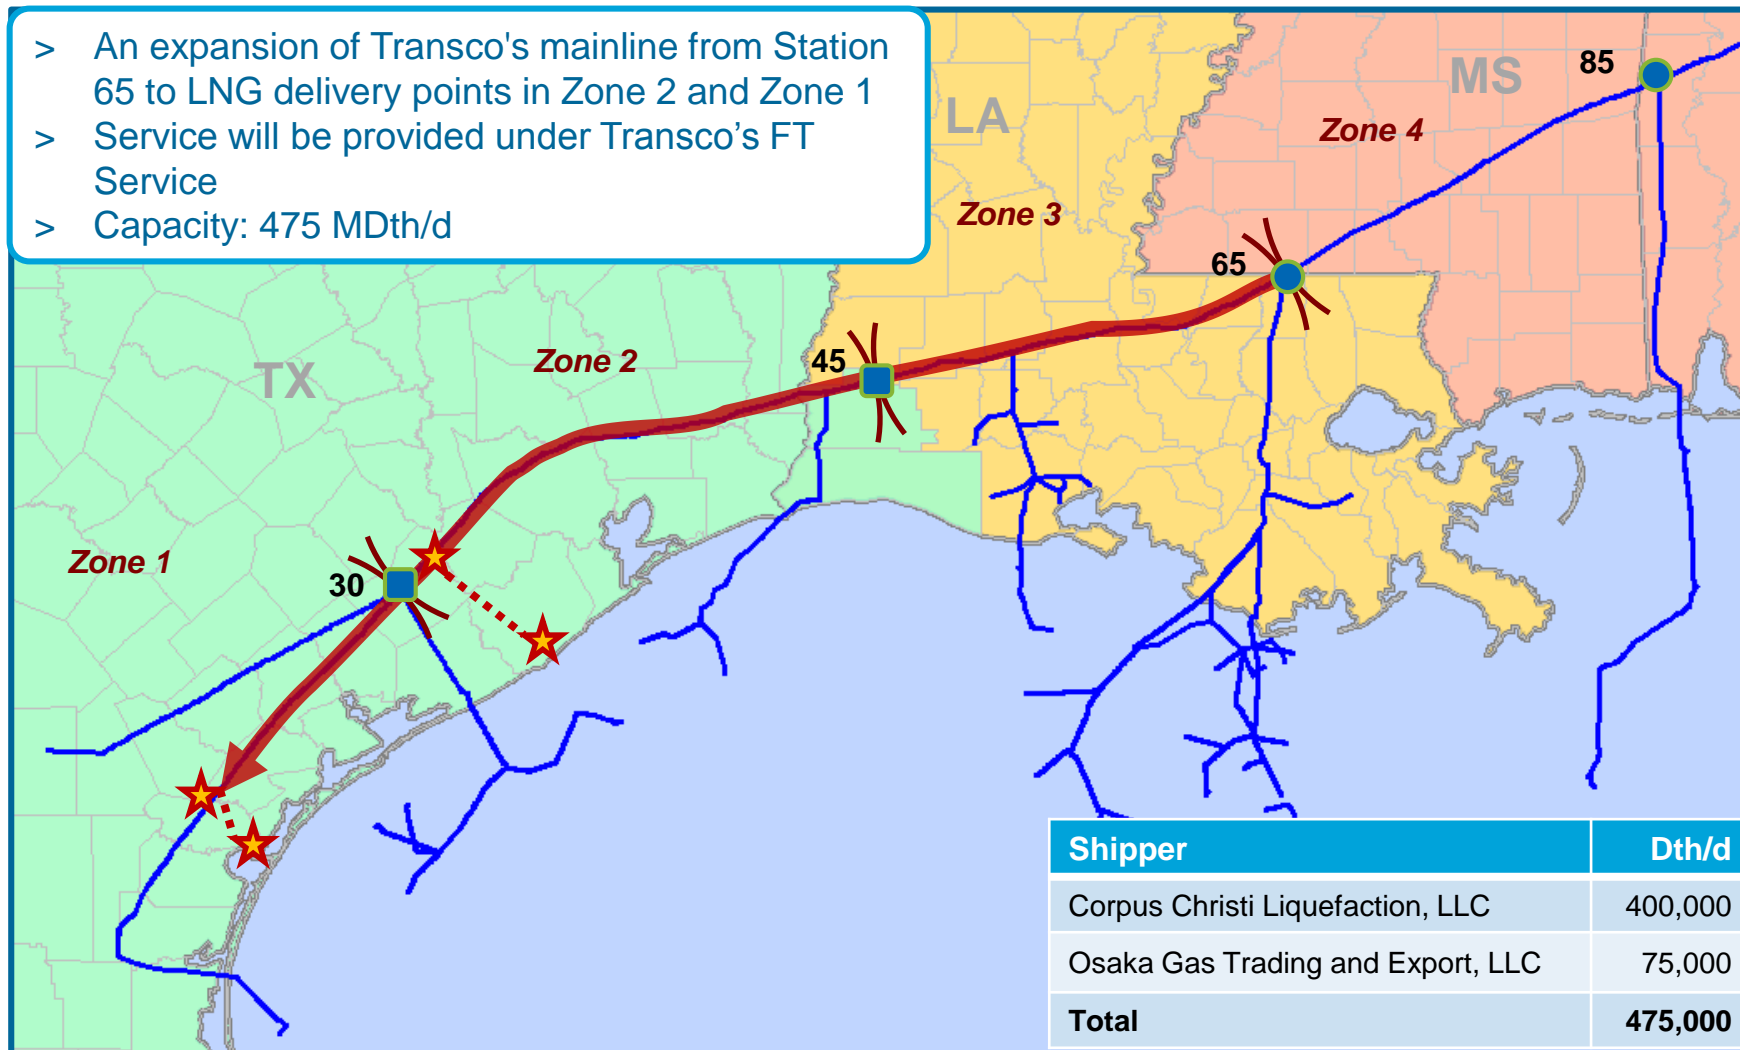 > An expansion of Transco's mainline from Station
65 to LNG delivery points in Zone 2 and Zone 1
> Service will be provided under Transco’s FT
Service
> Capacity: 475 MDth/d
LA
MS
85
Zone 4
Zone 3
65
TX
Zone 2
45
Zone 1
30
Shipper Dth/d
Corpus Christi Liquefaction, LLC 400,000
Osaka Gas Trading and Export, LLC 75,000
Total 475,000